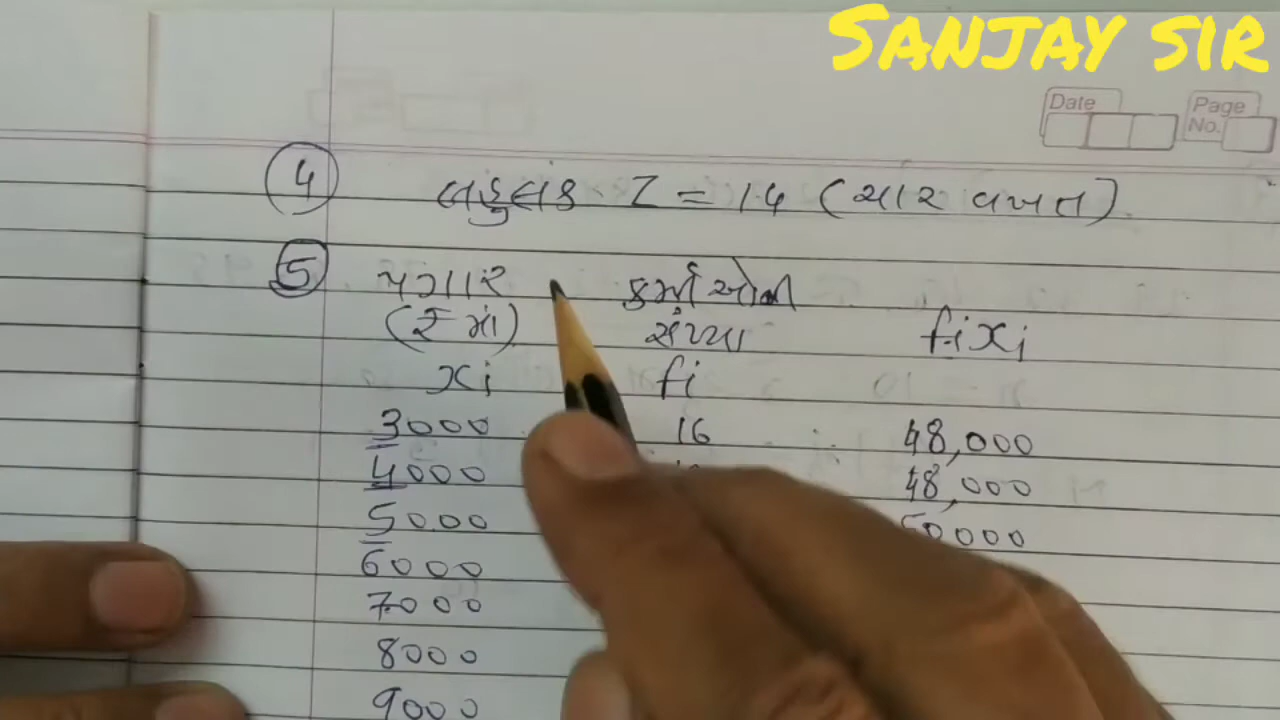 SANJAY SIR
Date
Page No.
4 બહુલક Z = 14 (ચાર વખત)
5 પગાર કર્મચારીઓની
(₹ માં) સંખ્યા fixi
xi fi
3000 16 48,000
4000 48,000
5000 50000
6000
7000
8000
9000